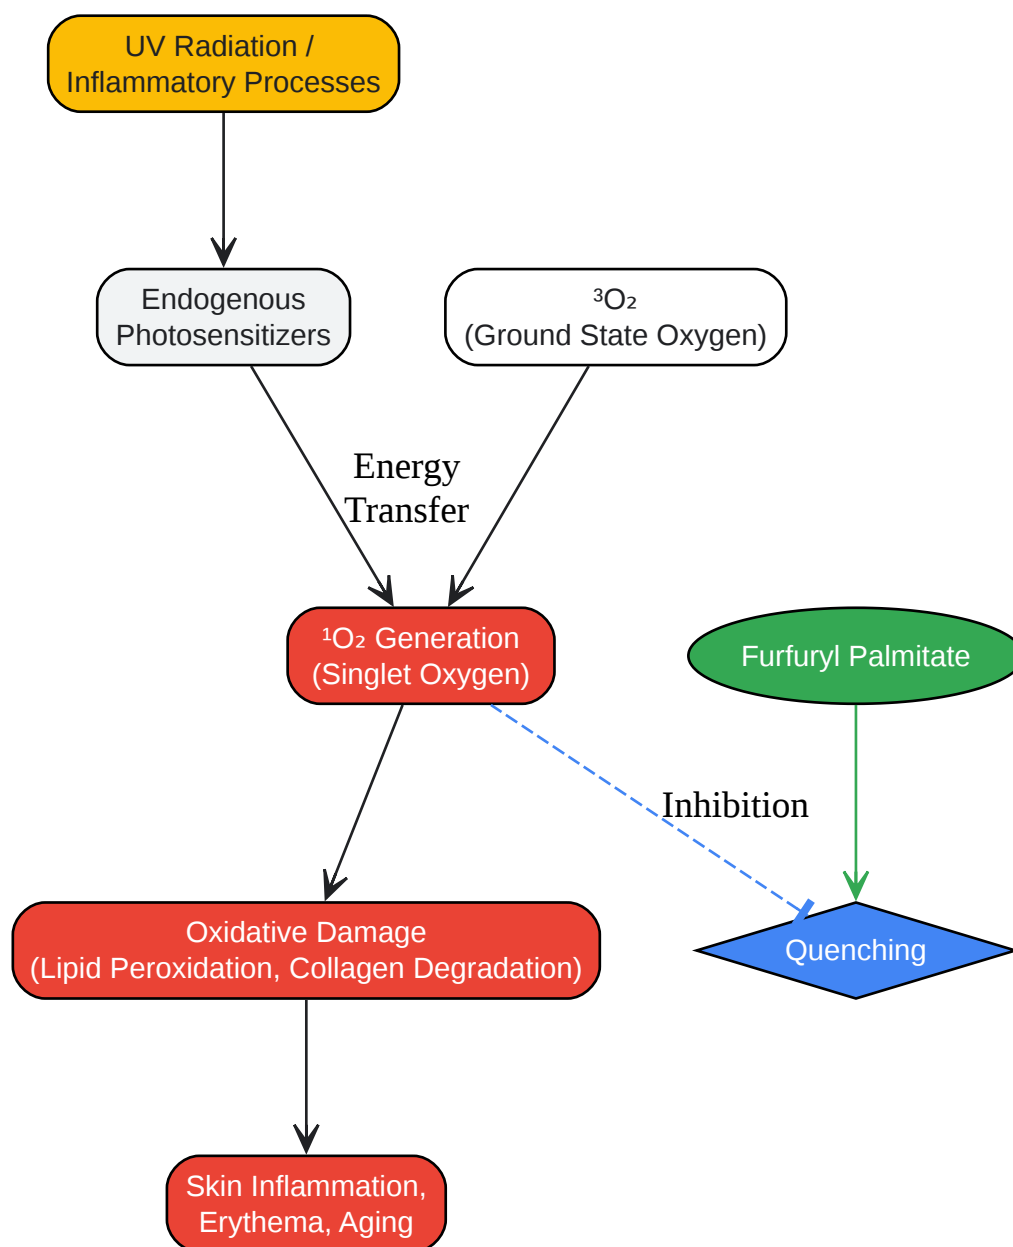 UV Radiation /
Inflammatory Processes
Endogenous
Photosensitizers
³O₂
(Ground State Oxygen)
Energy
Transfer
¹O₂ Generation
(Singlet Oxygen)
Furfuryl Palmitate
Inhibition
Oxidative Damage
(Lipid Peroxidation, Collagen Degradation)
Quenching
Skin Inflammation,
Erythema, Aging